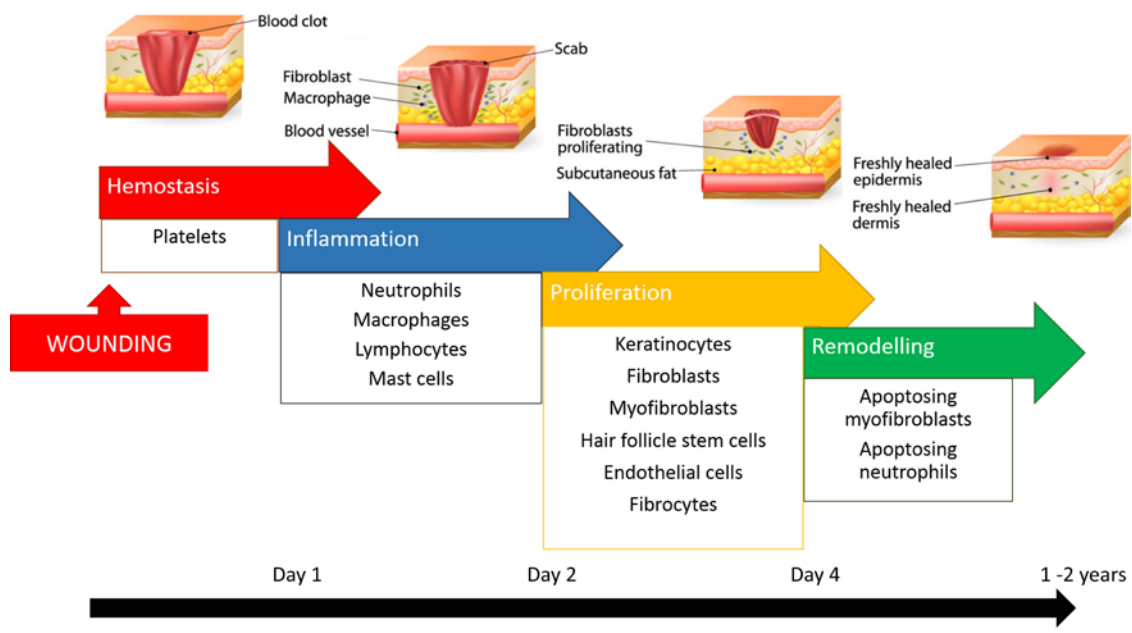 Blood clot
Scab
Fibroblast
Macrophage
Blood vessel
Fibroblasts
proliferating
Subcutaneous fat
Freshly healed
epidermis
Freshly healed
dermis
Hemostasis
Platelets
Inflammation
Neutrophils
Macrophages
Lymphocytes
Mast cells
Proliferation
Keratinocytes
Fibroblasts
Myofibroblasts
Hair follicle stem cells
Endothelial cells
Fibrocytes
Remodelling
Apoptosing
myofibroblasts
Apoptosing
neutrophils
WOUNDING
Day 1
Day 2
Day 4
1 -2 years